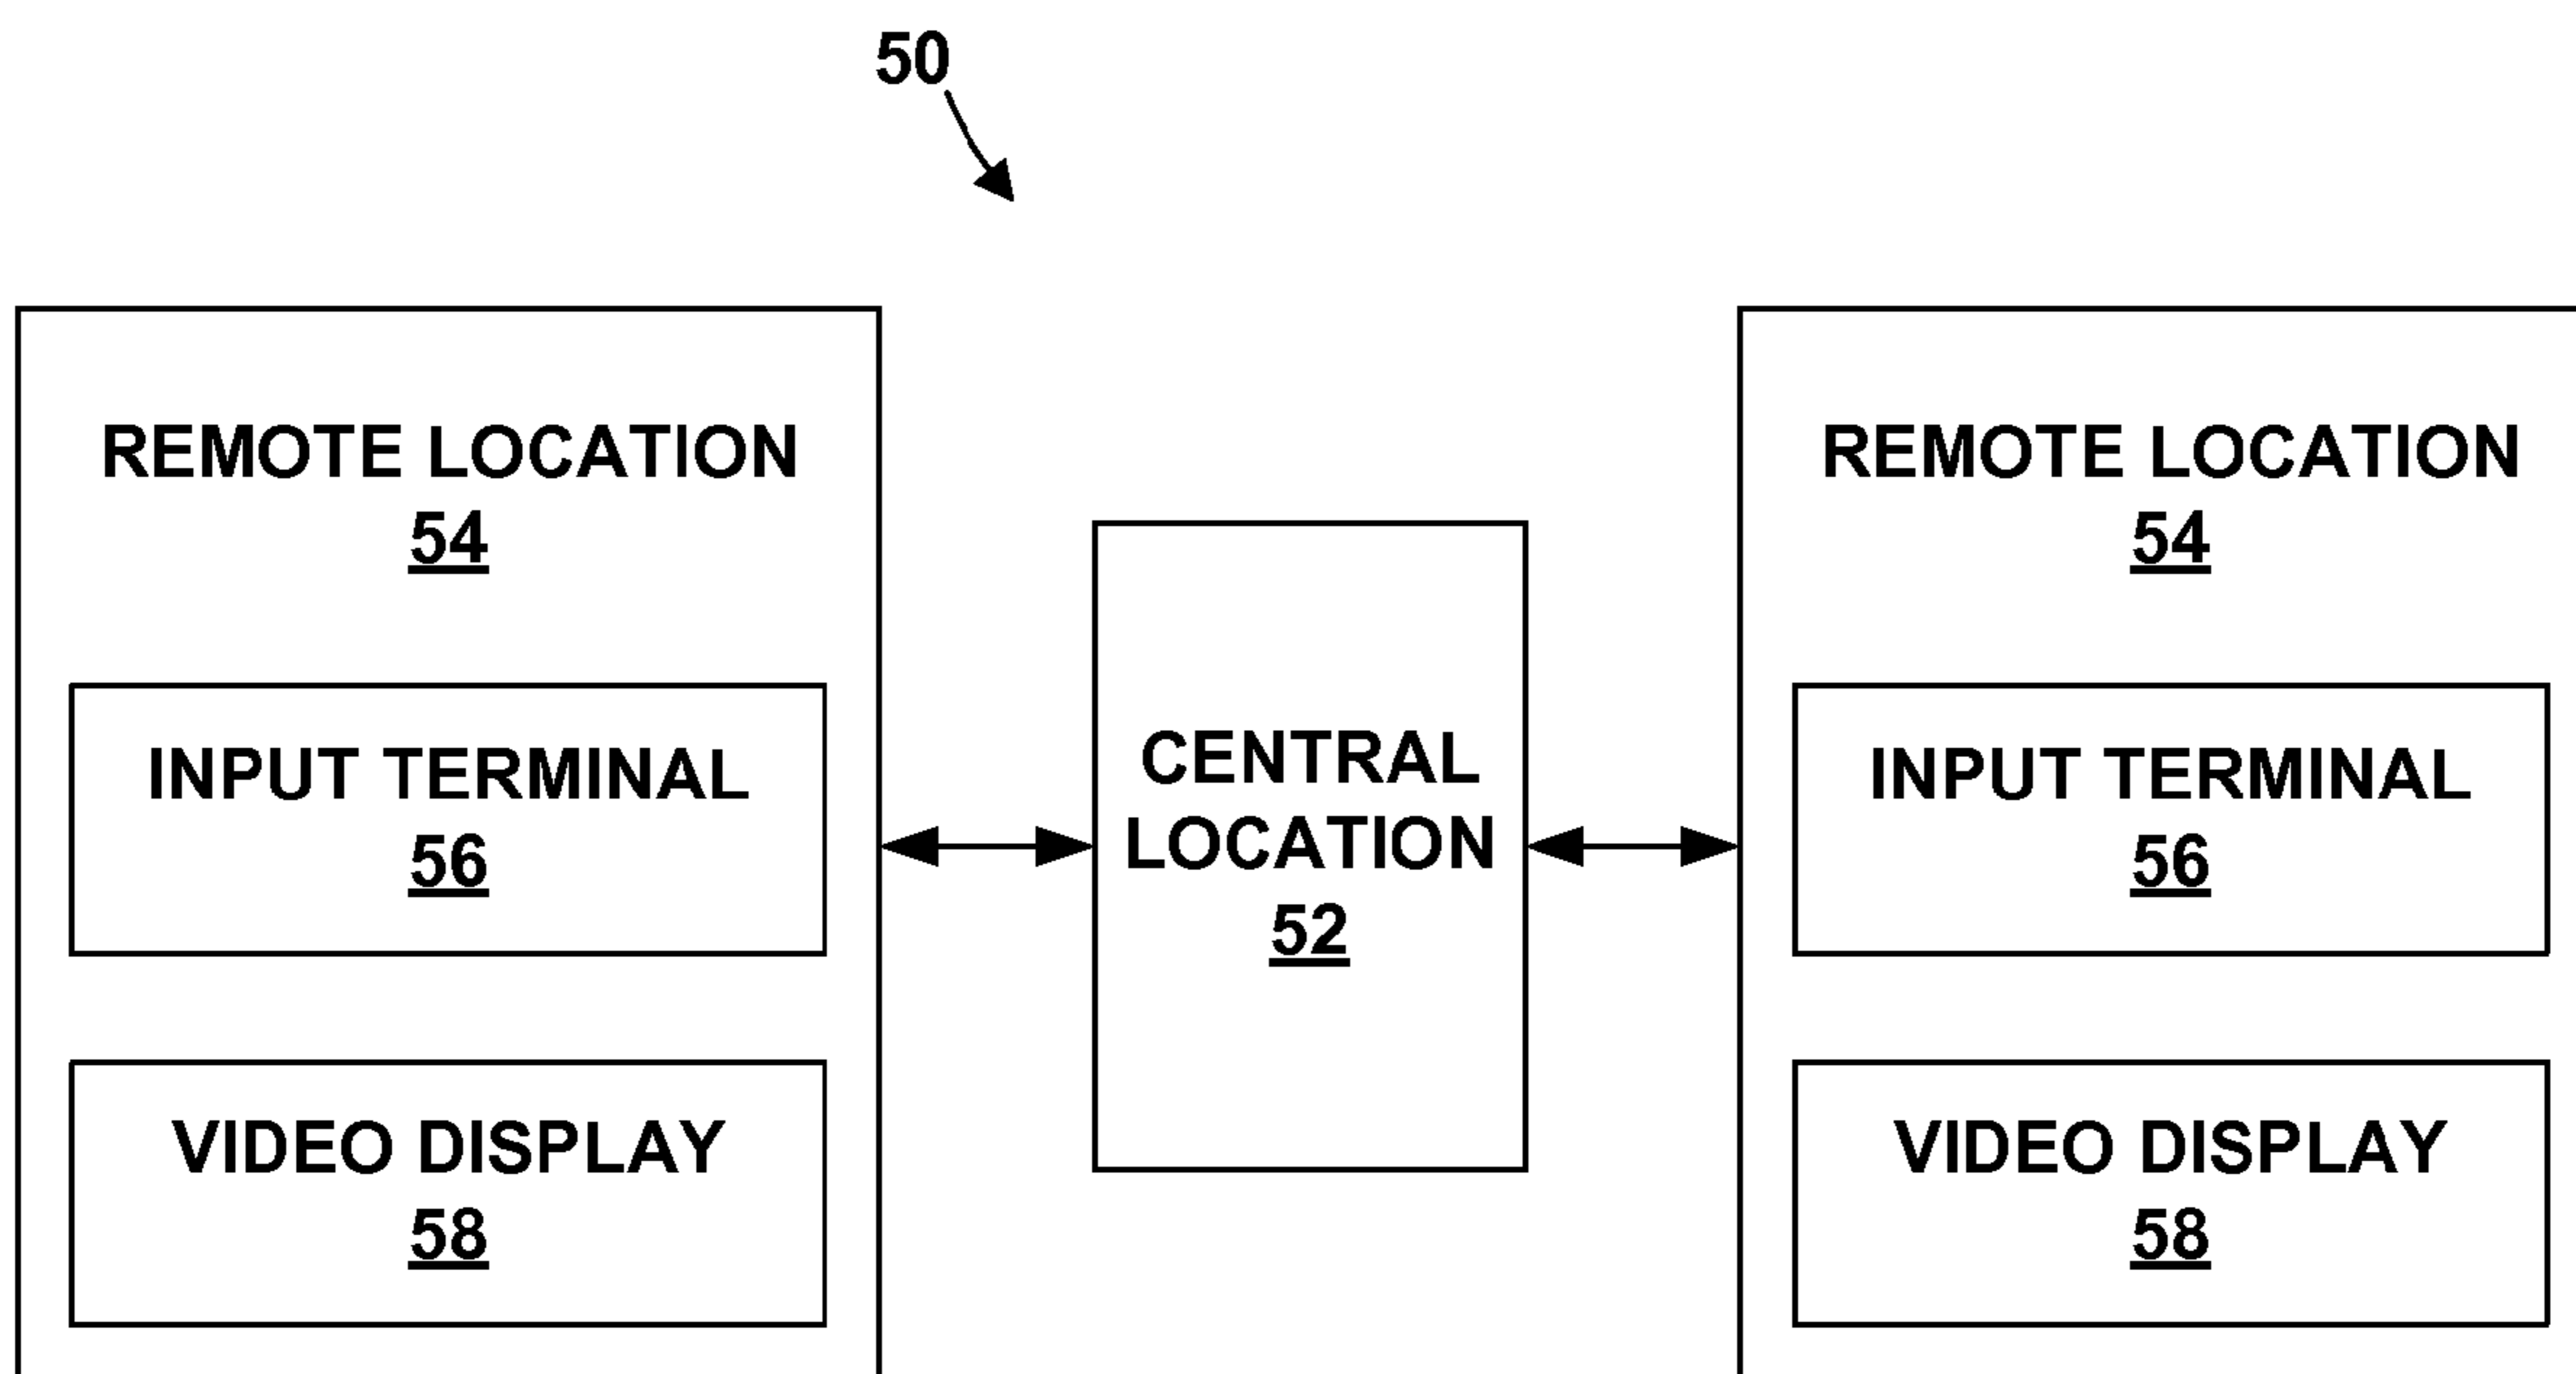 50
REMOTE LOCATION
54
INPUT TERMINAL
56
VIDEO DISPLAY
58
CENTRAL
LOCATION
52
REMOTE LOCATION
54
INPUT TERMINAL
56
VIDEO DISPLAY
58